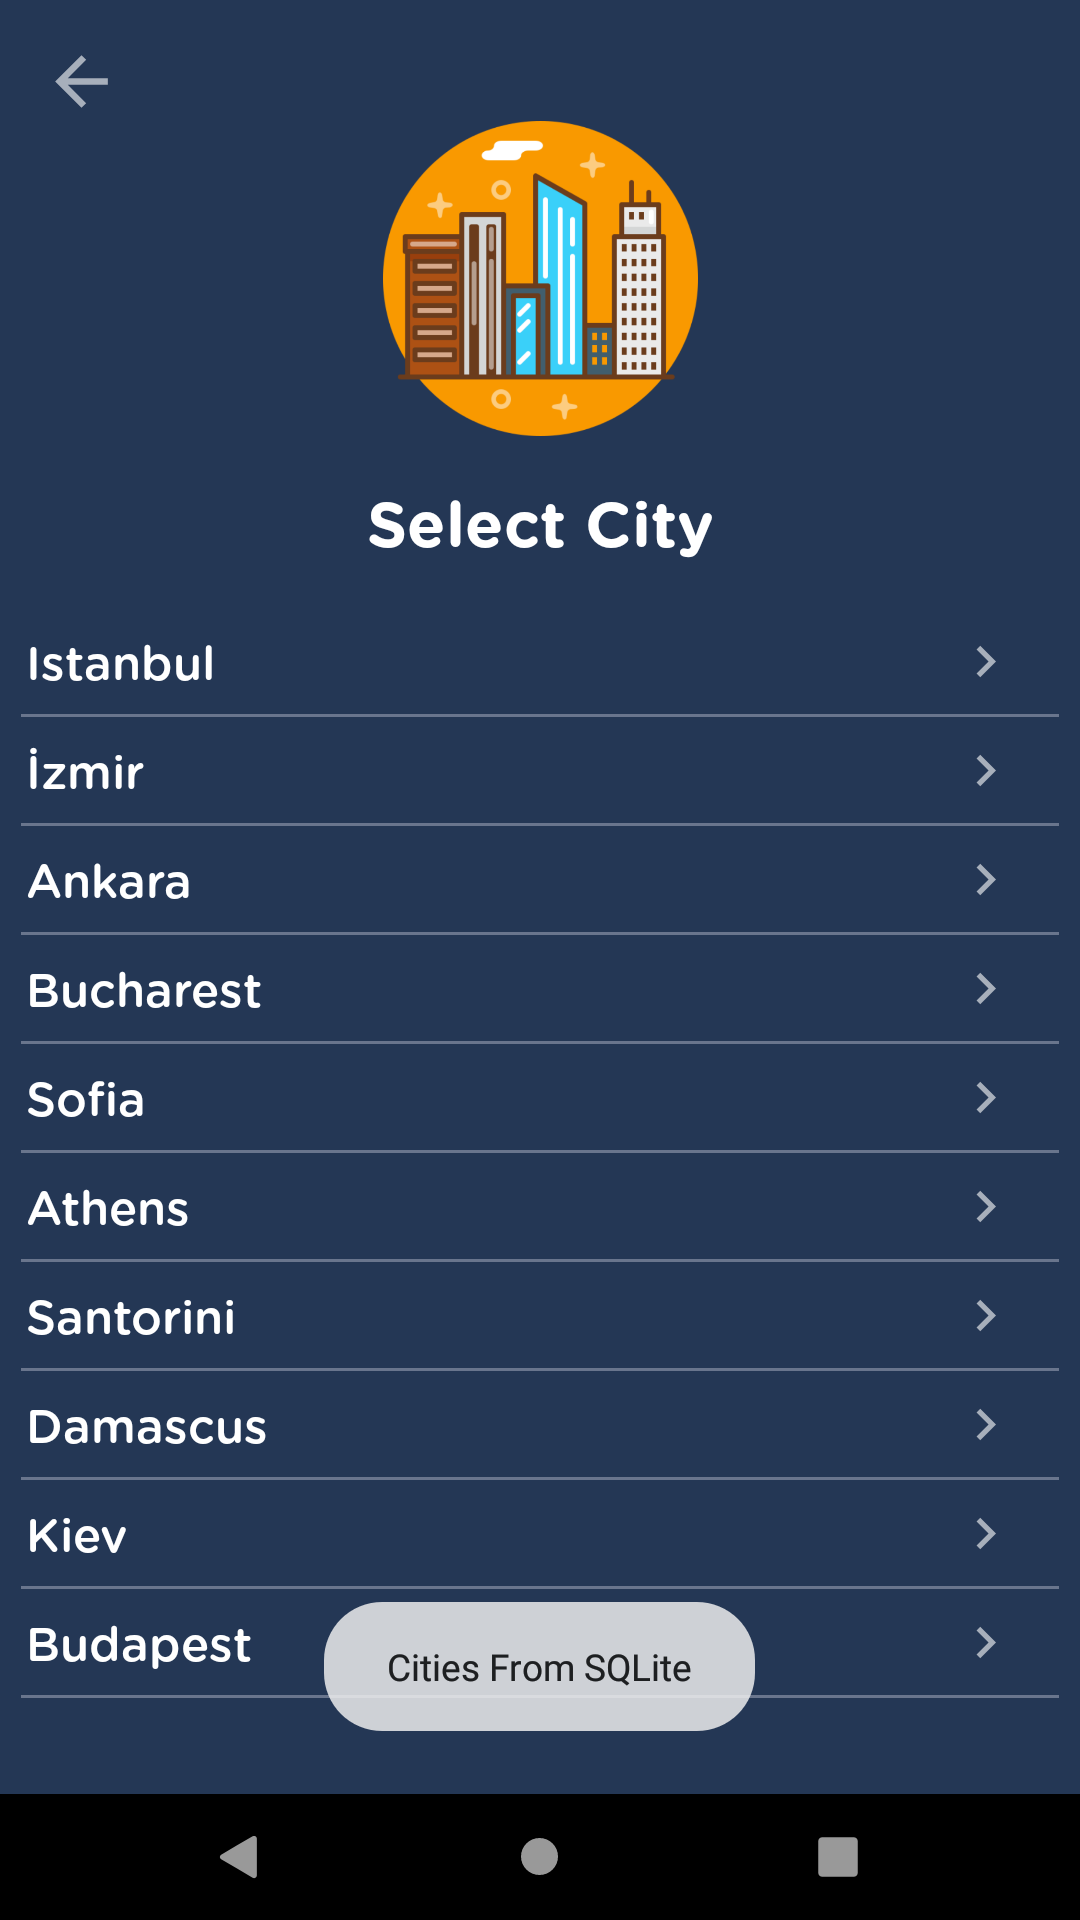 Select City
Istanbul
İzmir
Ankara
Bucharest
Sofia
Athens
Santorini
Damascus
Kiev
Budapest
Cities From SQLite